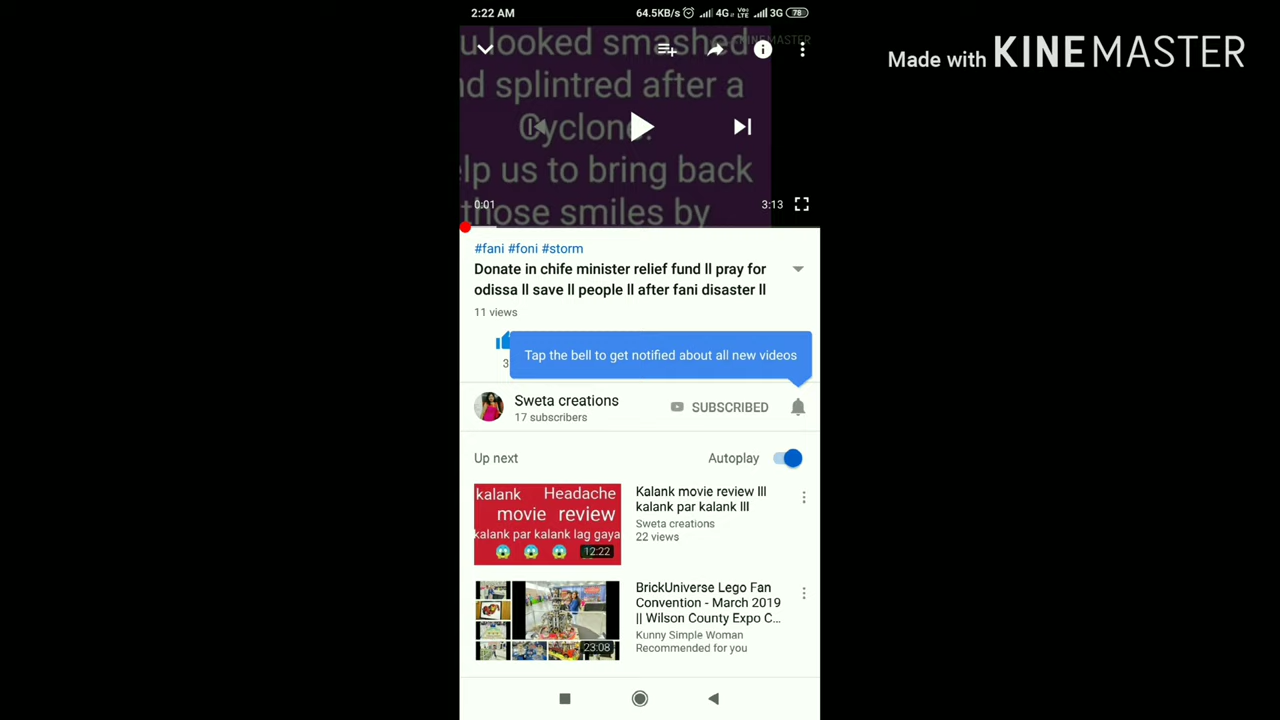 2:22 AM 64.5KB/s 4G VoLTE 3G 78
Made with KINEMASTER
u looked smashed
d splintred after a
Cyclone.
lp us to bring back
those smiles by
0:01 3:13
#fani #foni #storm
Donate in chife minister relief fund ll pray for
odissa ll save ll people ll after fani disaster ll
11 views
Tap the bell to get notified about all new videos
3
Sweta creations
17 subscribers
SUBSCRIBED
Up next
Autoplay
kalank Headache
movie review
kalank par kalank lag gaya
12:22
Kalank movie review lll
kalank par kalank lll
Sweta creations
22 views
23:08
BrickUniverse Lego Fan
Convention - March 2019
|| Wilson County Expo C...
Kunny Simple Woman
Recommended for you